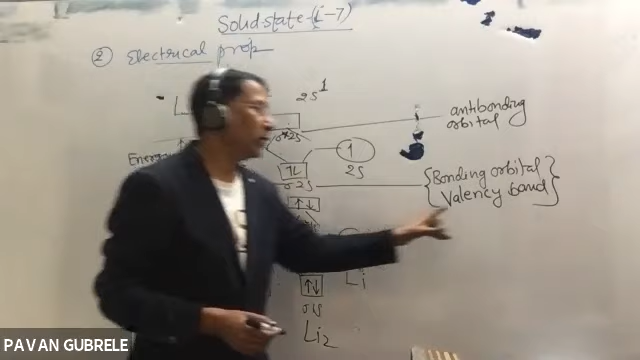 Solid state (i-7)
② Electrical prop
2s¹
antibonding
orbital
σ*2s
Energy
1
2s
Bonding orbital
Valency band
σ2s
Li
σ1s
Li₂
PAVAN GUBRELE